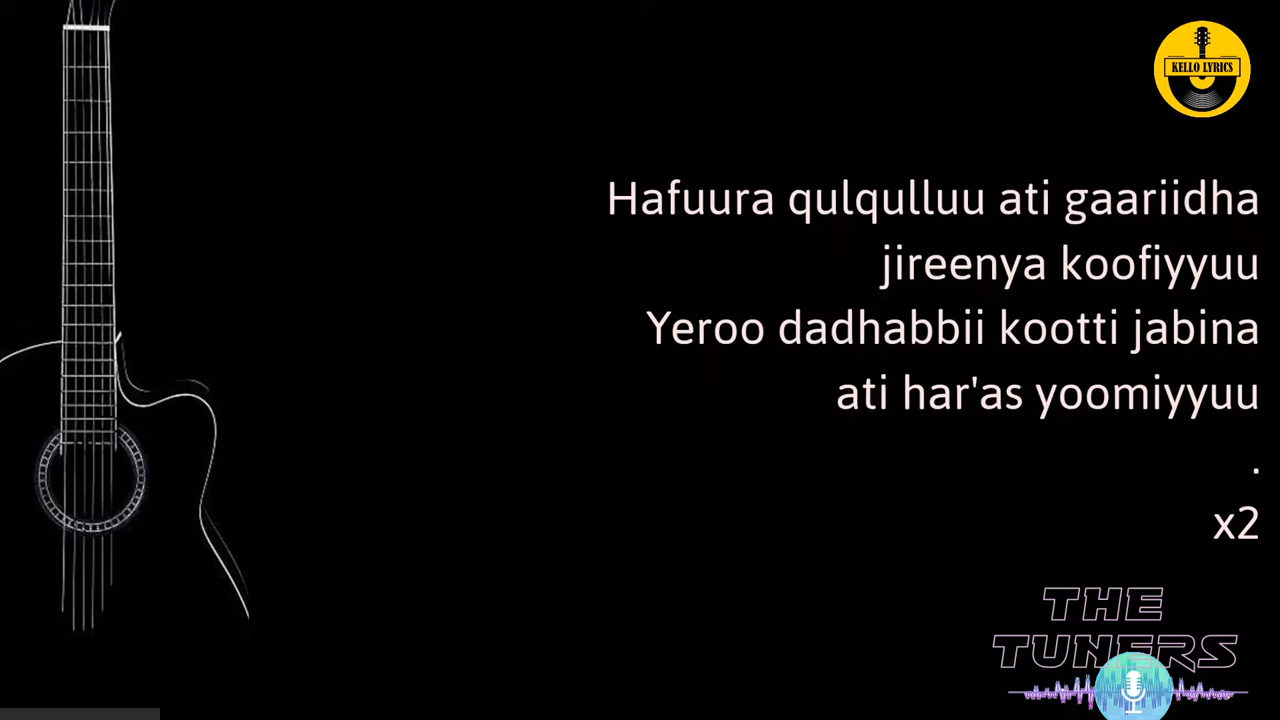 KELLO LYRICS
Hafuura qulqulluu ati gaariidha
jireenya koofiyyuu
Yeroo dadhabbii kootti jabina
ati har'as yoomiyyuu
.
x2
THE
TUNERS